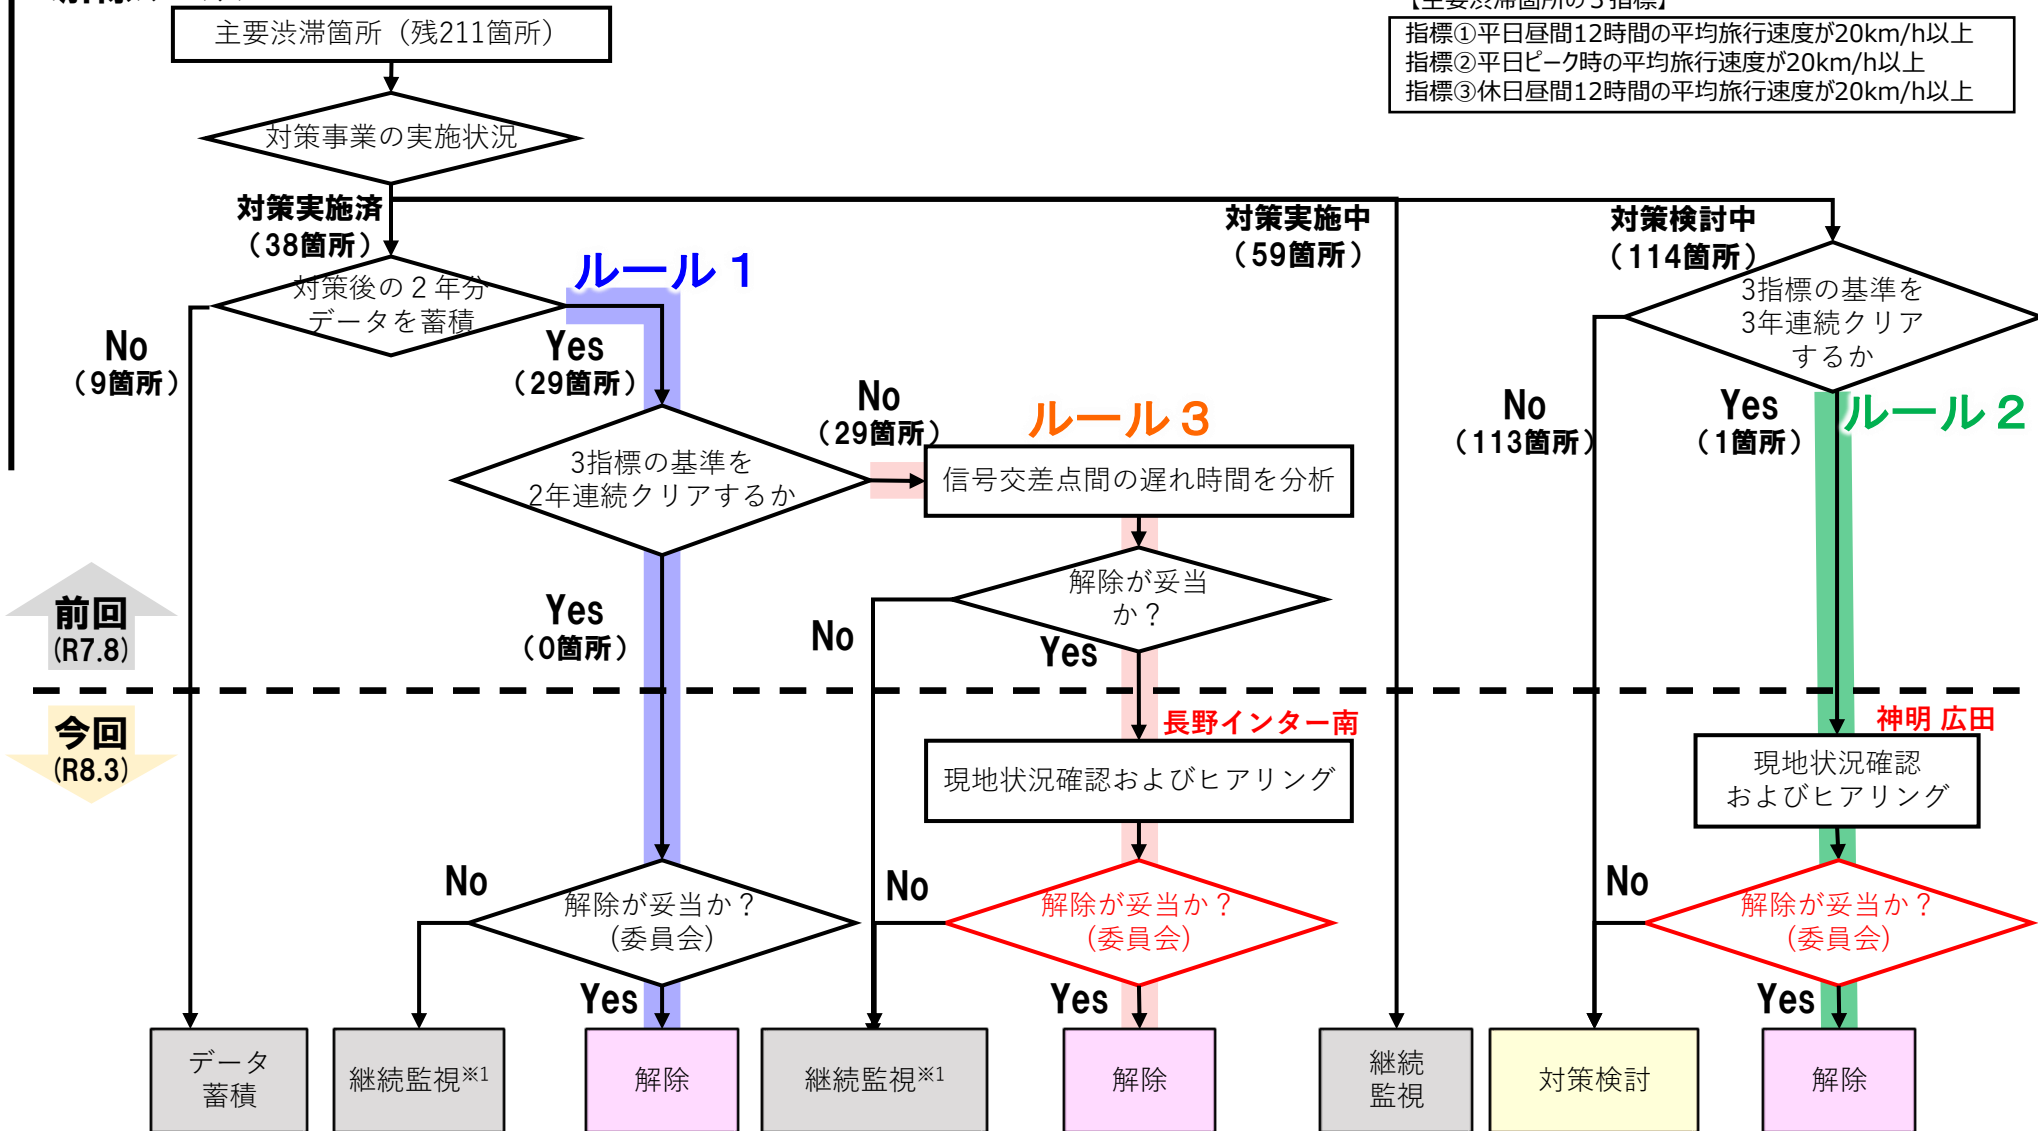 主要渋滞箇所（残211箇所）
【主要渋滞箇所の３指標】
指標①平日昼間12時間の平均旅行速度が20km/h以上
指標②平日ピーク時の平均旅行速度が20km/h以上
指標③休日昼間12時間の平均旅行速度が20km/h以上
対策事業の実施状況
対策実施済
（38箇所）
対策実施中
（59箇所）
対策検討中
（114箇所）
ルール１
対策後の２年分
データを蓄積
3指標の基準を
3年連続クリア
するか
No
（9箇所）
Yes
（29箇所）
No
（29箇所）
ルール３
No
（113箇所）
Yes
（1箇所）
ルール２
3指標の基準を
2年連続クリアするか
信号交差点間の遅れ時間を分析
解除が妥当
か？
前回
(R7.8)
Yes
（0箇所）
No
Yes
今回
(R8.3)
長野インター南
神明 広田
現地状況確認およびヒアリング
現地状況確認
およびヒアリング
No
解除が妥当か？
(委員会)
No
解除が妥当か？
(委員会)
No
解除が妥当か？
(委員会)
Yes
Yes
Yes
データ
蓄積
継続監視※1
解除
継続監視※1
解除
継続
監視
対策検討
解除